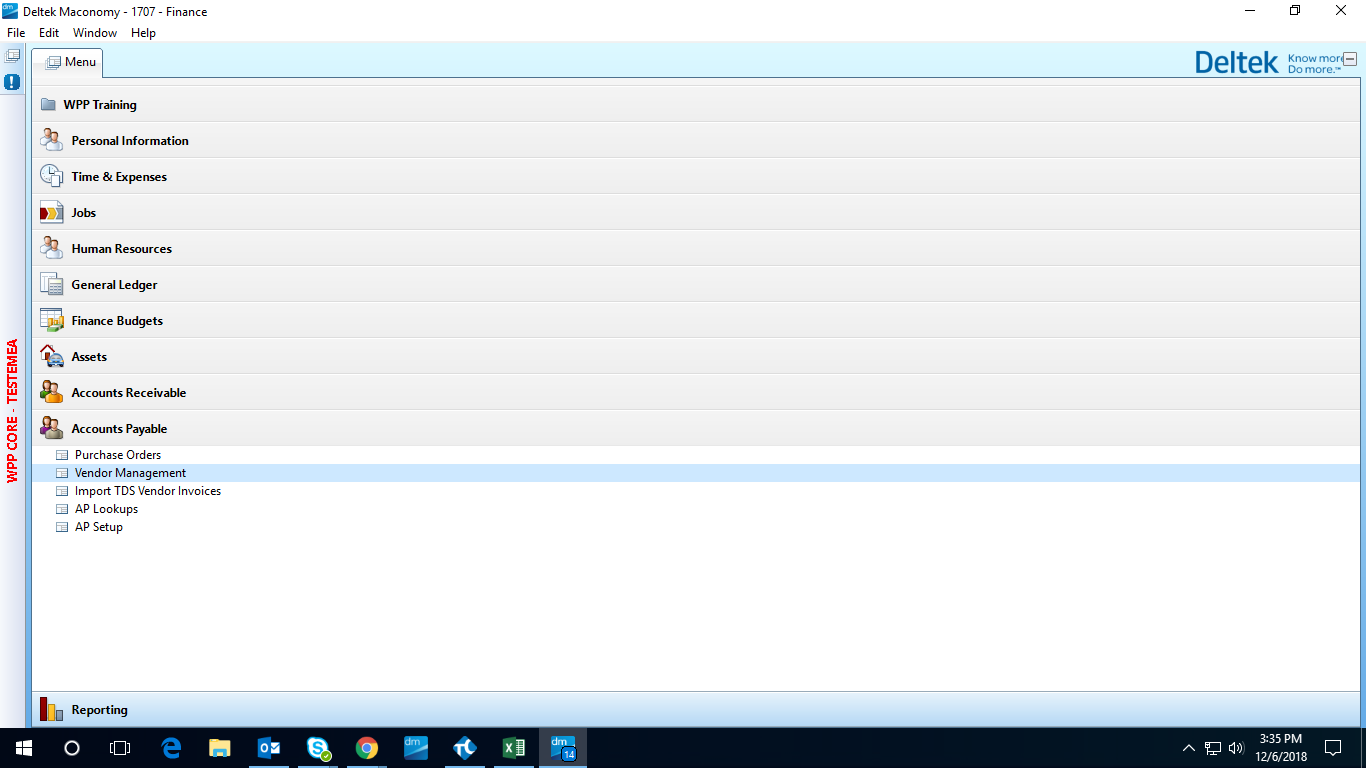 Deltek Maconomy - 1707 - Finance
File Edit Window Help
Menu
Deltek Know more
Do more.™
WPP Training
Personal Information
Time & Expenses
Jobs
Human Resources
General Ledger
Finance Budgets
Assets
Accounts Receivable
Accounts Payable
Purchase Orders
Vendor Management
Import TDS Vendor Invoices
AP Lookups
AP Setup
Reporting
WPP CORE - TESTEMEA
dm
dm
dm
14
3:35 PM
12/6/2018